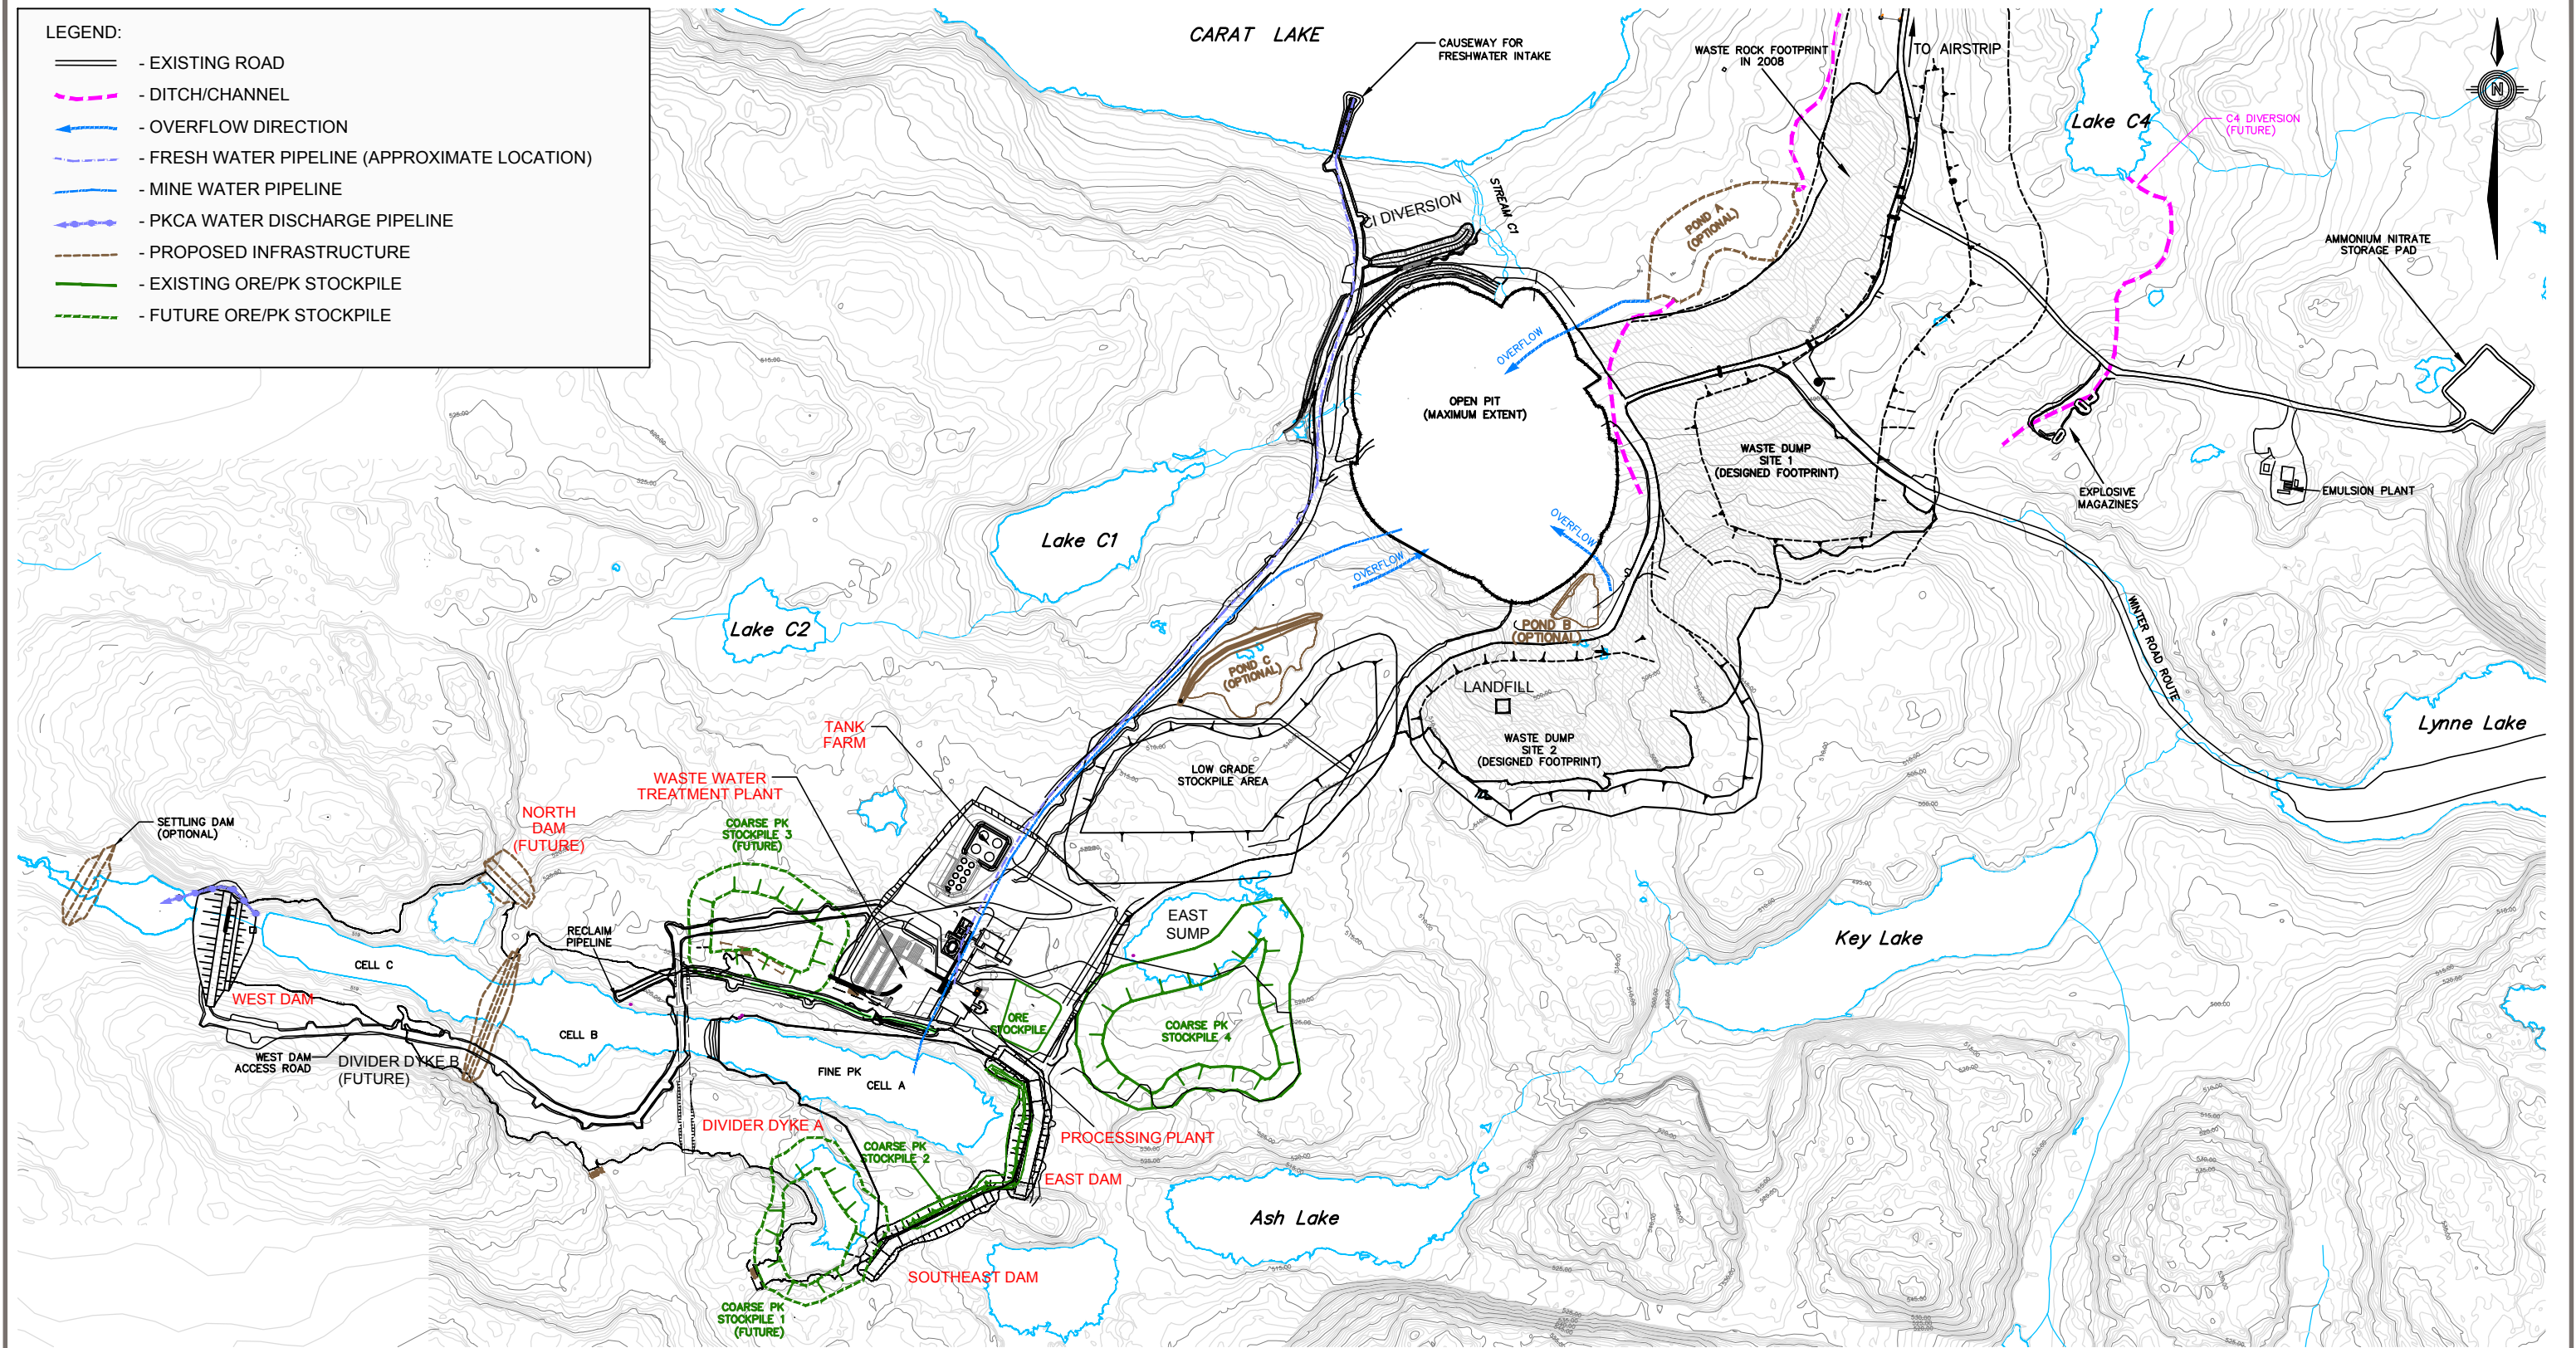 LEGEND:
- EXISTING ROAD
- DITCH/CHANNEL
- OVERFLOW DIRECTION
- FRESH WATER PIPELINE (APPROXIMATE LOCATION)
- MINE WATER PIPELINE
- PKCA WATER DISCHARGE PIPELINE
- PROPOSED INFRASTRUCTURE
- EXISTING ORE/PK STOCKPILE
- FUTURE ORE/PK STOCKPILE
CARAT LAKE
CAUSEWAY FOR
FRESHWATER INTAKE
WASTE ROCK FOOTPRINT
IN 2008
TO AIRSTRIP
Lake C4
C4 DIVERSION
(FUTURE)
N
STREAM C1
CI DIVERSION
POND A
(OPTIONAL)
AMMONIUM NITRATE
STORAGE PAD
OVERFLOW
OPEN PIT
(MAXIMUM EXTENT)
WASTE DUMP
SITE 1
(DESIGNED FOOTPRINT)
EXPLOSIVE
MAGAZINES
EMULSION PLANT
Lake C1
OVERFLOW
OVERFLOW
Lake C2
POND B
(OPTIONAL)
WINTER ROAD ROUTE
POND C
(OPTIONAL)
LANDFILL
Lynne Lake
TANK
FARM
WASTE DUMP
SITE 2
(DESIGNED FOOTPRINT)
LOW GRADE
STOCKPILE AREA
WASTE WATER
TREATMENT PLANT
SETTLING DAM
(OPTIONAL)
NORTH
DAM
(FUTURE)
COARSE PK
STOCKPILE 3
(FUTURE)
EAST
SUMP
RECLAIM
PIPELINE
Key Lake
CELL C
WEST DAM
ORE
STOCKPILE
COARSE PK
STOCKPILE 4
CELL B
WEST DAM
ACCESS ROAD
DIVIDER DYKE B
(FUTURE)
FINE PK
CELL A
DIVIDER DYKE A
PROCESSING PLANT
COARSE PK
STOCKPILE 2
EAST DAM
Ash Lake
SOUTHEAST DAM
COARSE PK
STOCKPILE 1
(FUTURE)